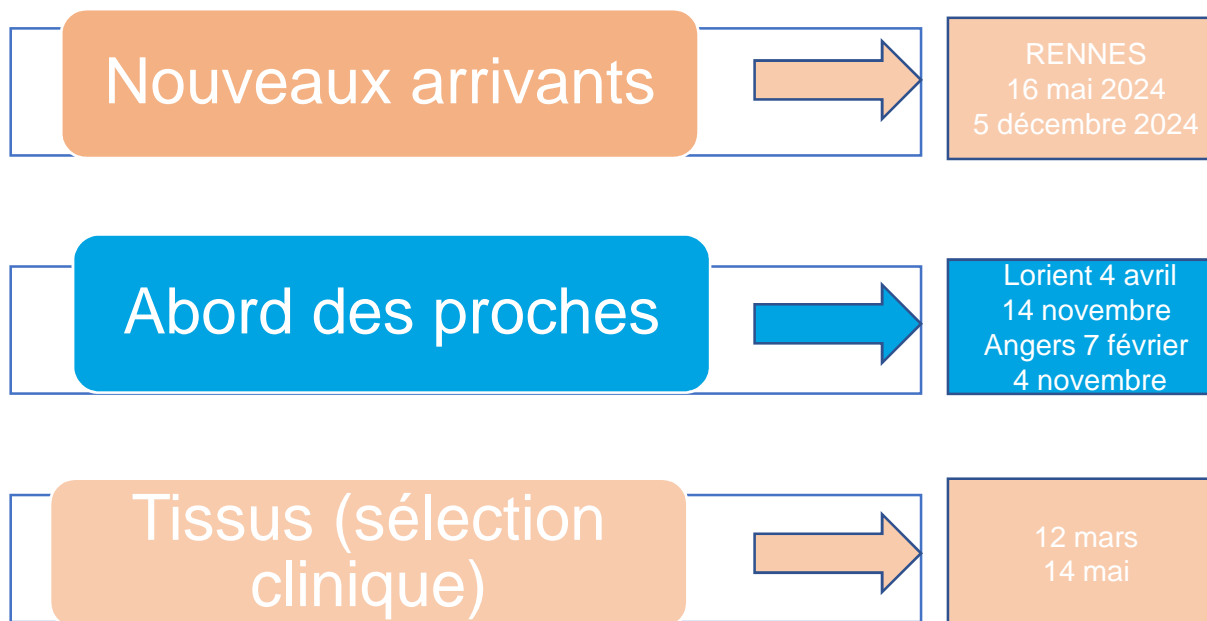 Nouveaux arrivants
RENNES
16 mai 2024
5 décembre 2024
Abord des proches
Lorient 4 avril
14 novembre
Angers 7 février
4 novembre
Tissus (sélection
clinique)
12 mars
14 mai